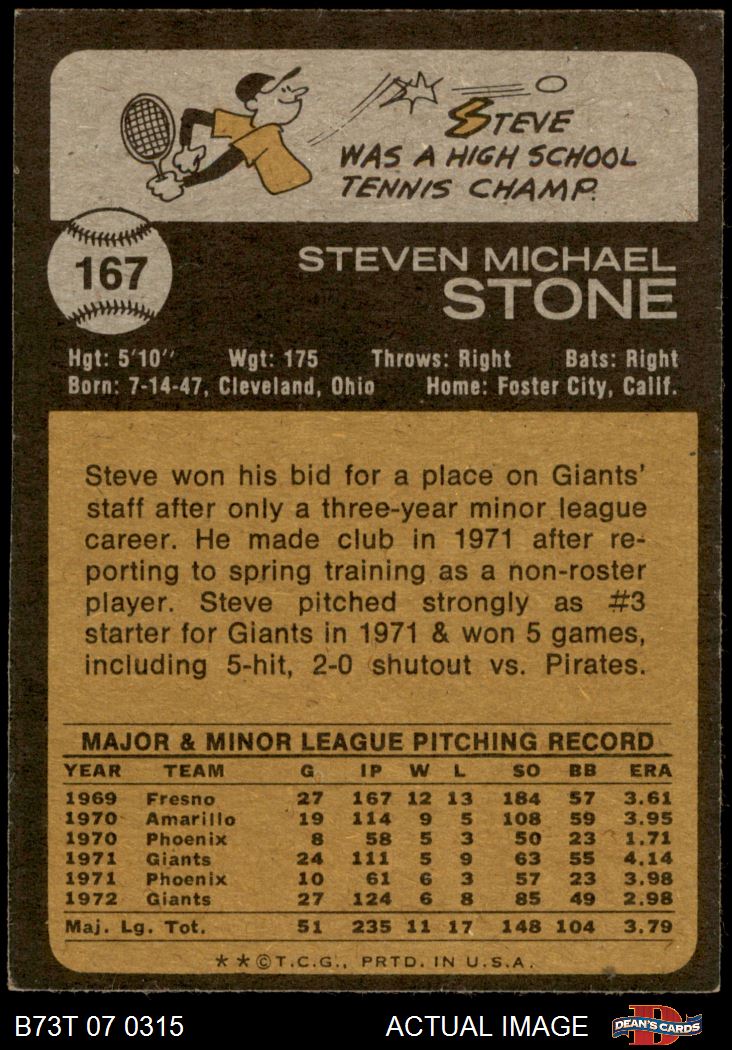 STEVE
WAS A HIGH SCHOOL
TENNIS CHAMP.
167
STEVEN MICHAEL
STONE
Hgt: 5'10" Wgt: 175 Throws: Right Bats: Right
Born: 7-14-47, Cleveland, Ohio Home: Foster City, Calif.
Steve won his bid for a place on Giants'
staff after only a three-year minor league
career. He made club in 1971 after re-
porting to spring training as a non-roster
player. Steve pitched strongly as #3
starter for Giants in 1971 & won 5 games,
including 5-hit, 2-0 shutout vs. Pirates.
MAJOR & MINOR LEAGUE PITCHING RECORD
YEAR TEAM G IP W L SO BB ERA
1969 Fresno 27 167 12 13 184 57 3.61
1970 Amarillo 19 114 9 5 108 59 3.95
1970 Phoenix 8 58 5 3 50 23 1.71
1971 Giants 24 111 5 9 63 55 4.14
1971 Phoenix 10 61 6 3 57 23 3.98
1972 Giants 27 124 6 8 85 49 2.98
Maj. Lg. Tot. 51 235 11 17 148 104 3.79
**©T.C.G., PRTD. IN U.S.A.
B73T 07 0315 ACTUAL IMAGE D DEAN'S CARDS